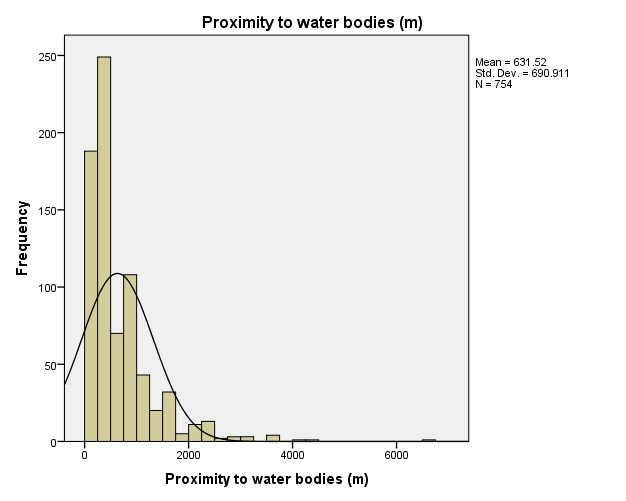 Proximity to water bodies (m)
Mean = 631.52
Std. Dev. = 690.911
N = 754
Frequency
250
200
150
100
50
0
0 2000 4000 6000
Proximity to water bodies (m)